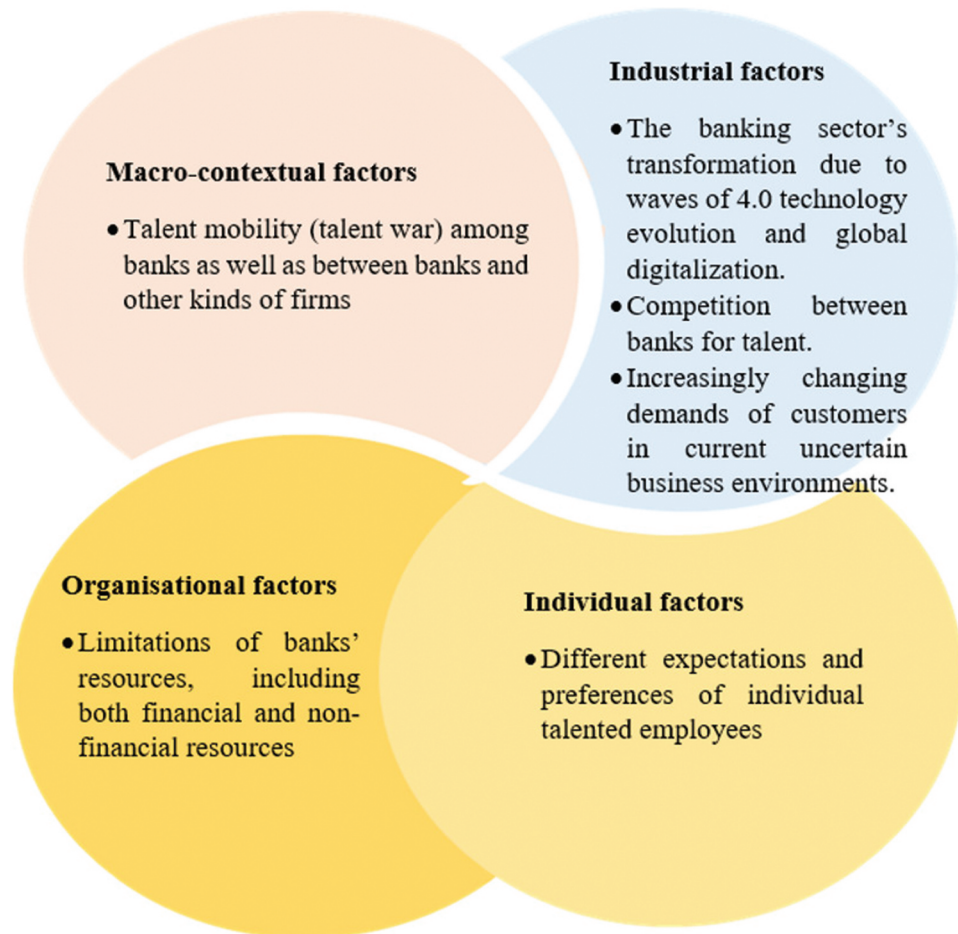 Macro-contextual factors
• Talent mobility (talent war) among
banks as well as between banks and
other kinds of firms
Industrial factors
• The banking sector’s
transformation due to
waves of 4.0 technology
evolution and global
digitalization.
• Competition between
banks for talent.
• Increasingly changing
demands of customers
in current uncertain
business environments.
Organisational factors
• Limitations of banks’
resources, including
both financial and non-
financial resources
Individual factors
• Different expectations and
preferences of individual
talented employees